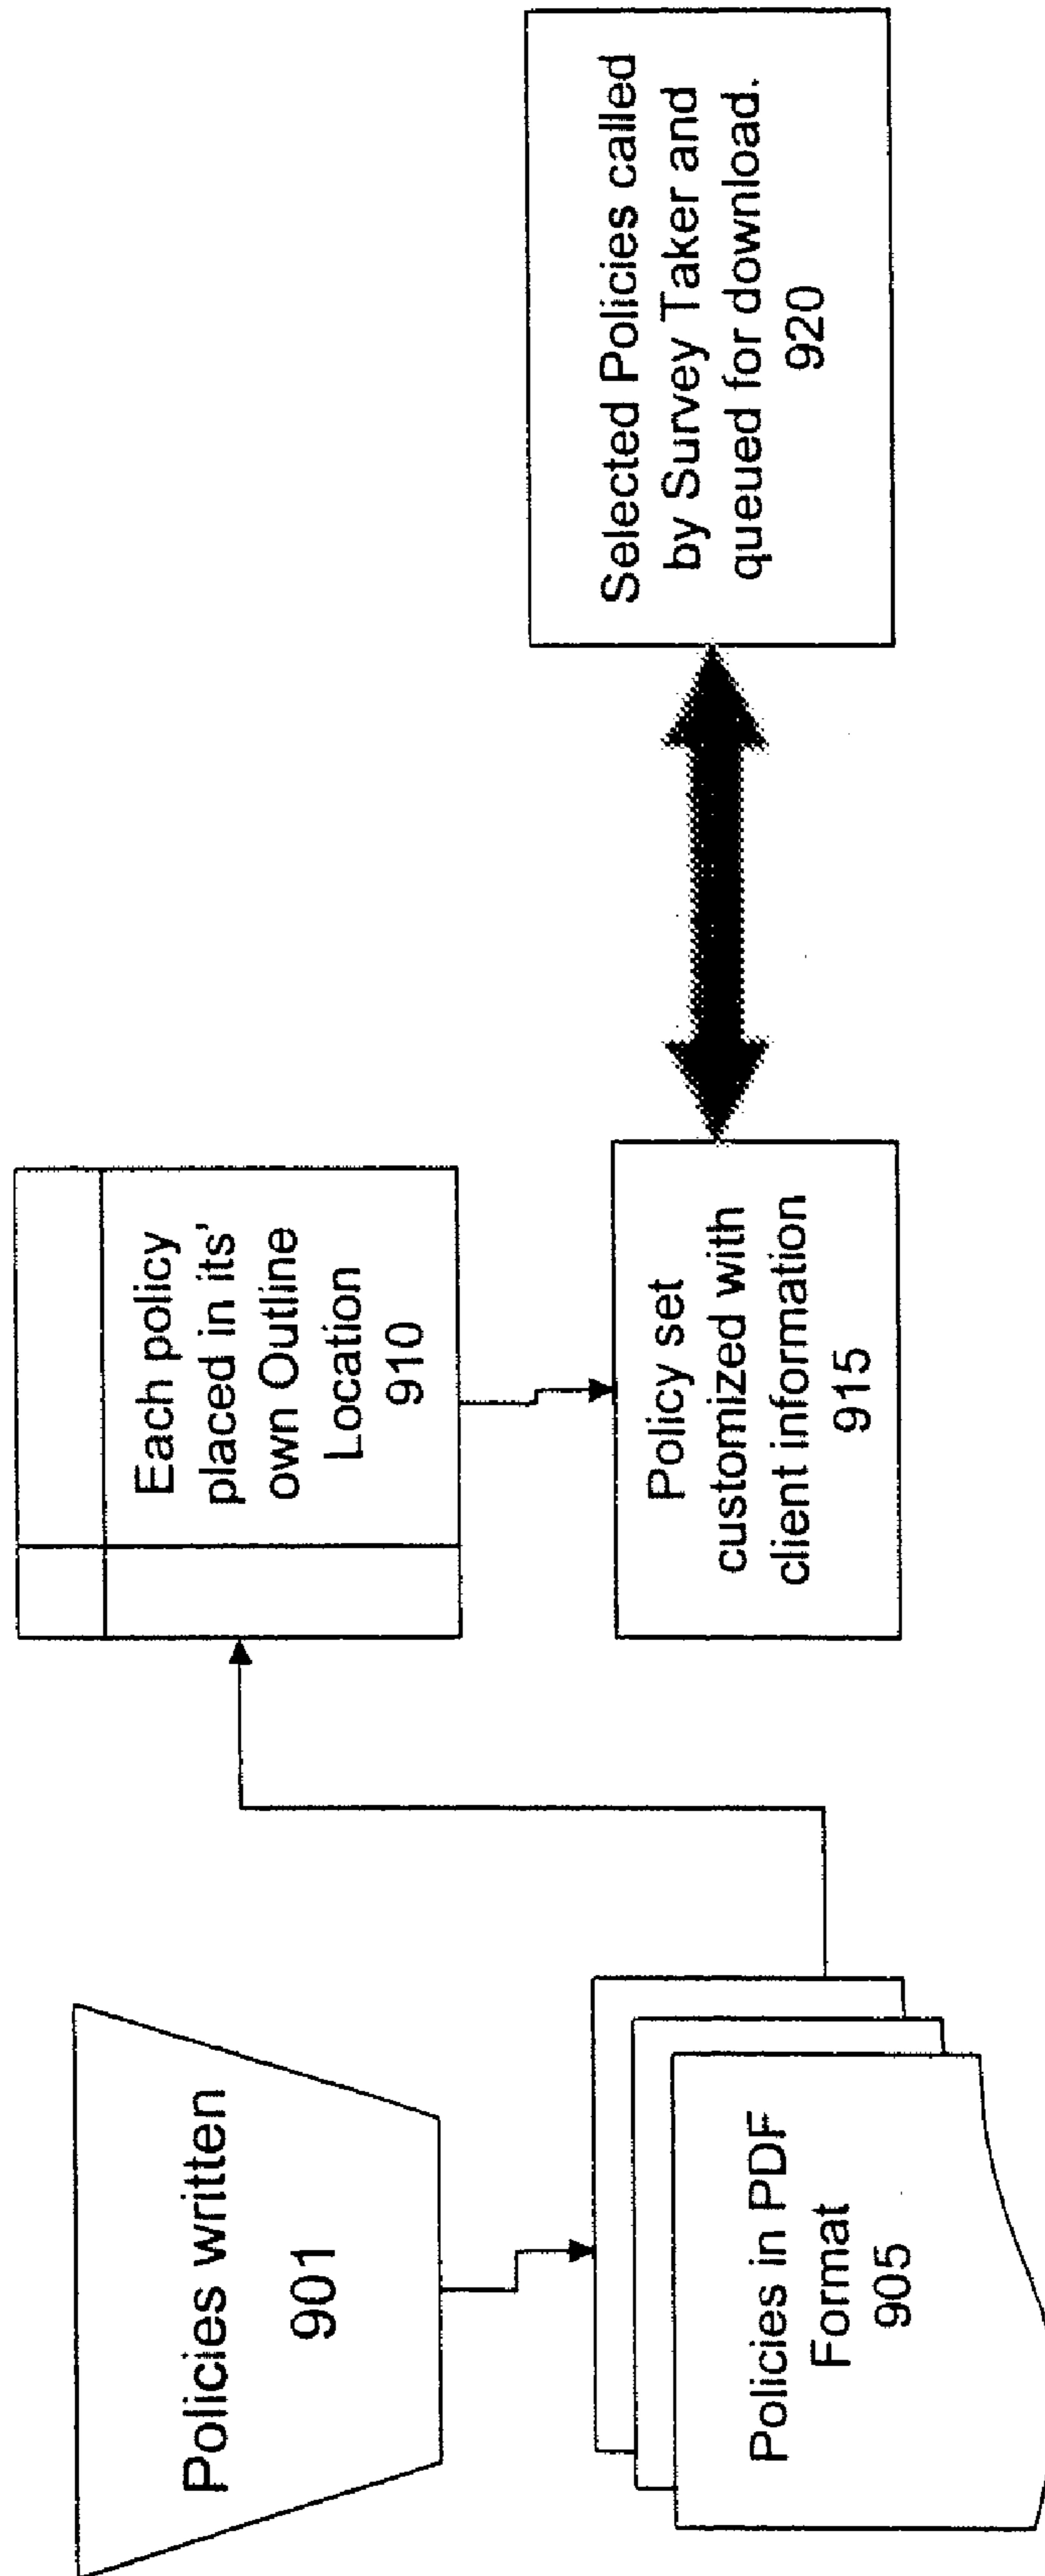 Policies written
901
Policies in PDF
Format
905
Each policy
placed in its’
own Outline
Location
910
Policy set
customized with
client information
915
Selected Policies called
by Survey Taker and
queued for download.
920